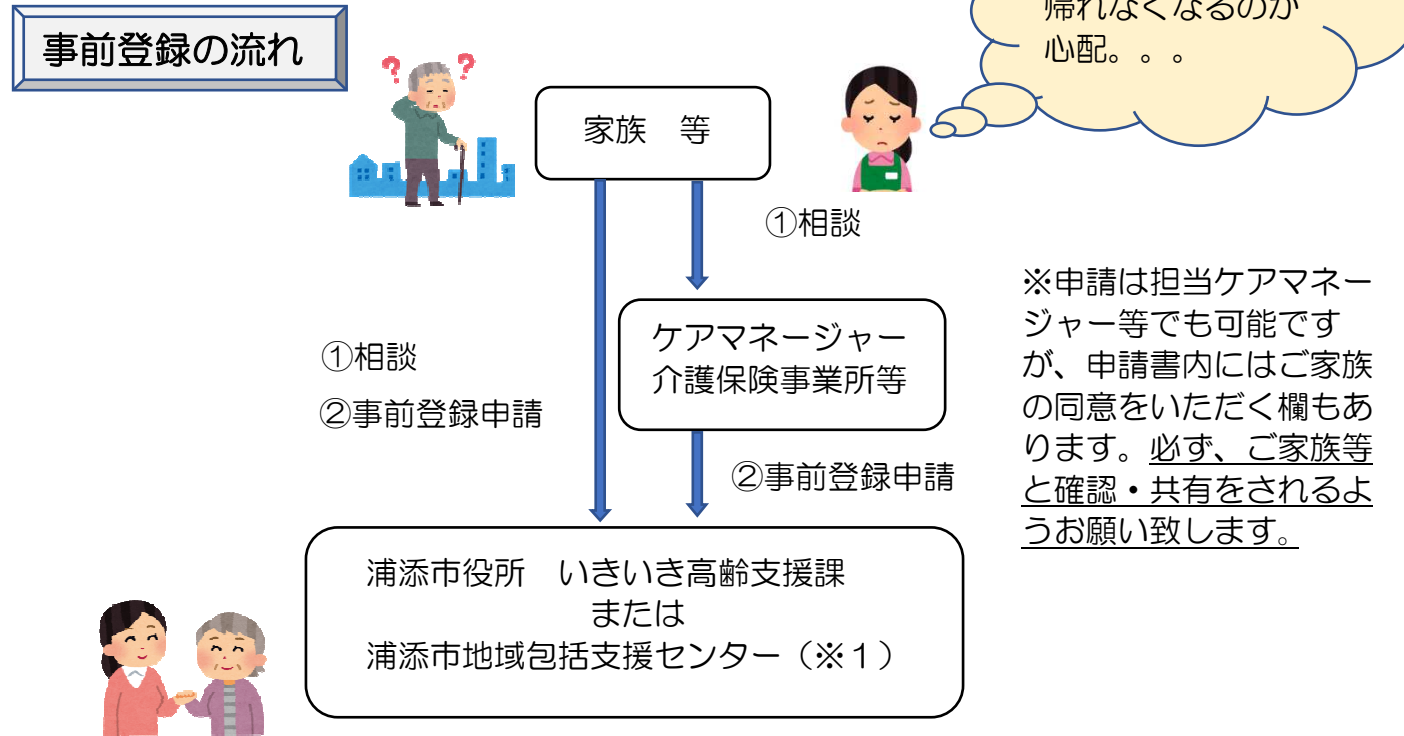 帰れなくなるのが
心配。。。
事前登録の流れ
? ?
家族　等
①相談
ケアマネージャー
介護保険事業所等
①相談
②事前登録申請
②事前登録申請
※申請は担当ケアマネー
ジャー等でも可能です
が、申請書内にはご家族
の同意をいただく欄もあ
ります。必ず、ご家族等
と確認・共有をされるよ
うお願い致します。
浦添市役所　いきいき高齢支援課
または
浦添市地域包括支援センター（※１）